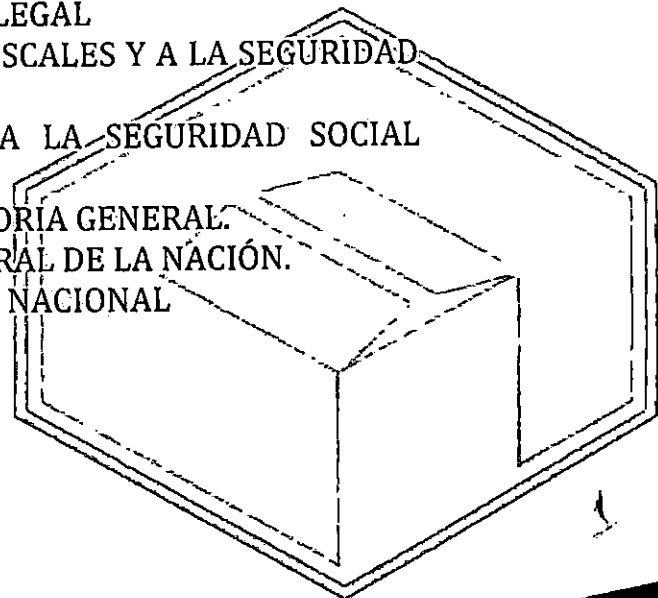 LEGAL
SCALES Y A LA SEGURIDAD
A LA SEGURIDAD SOCIAL
ORIA GENERAL.
RAL DE LA NACIÓN.
NACIONAL